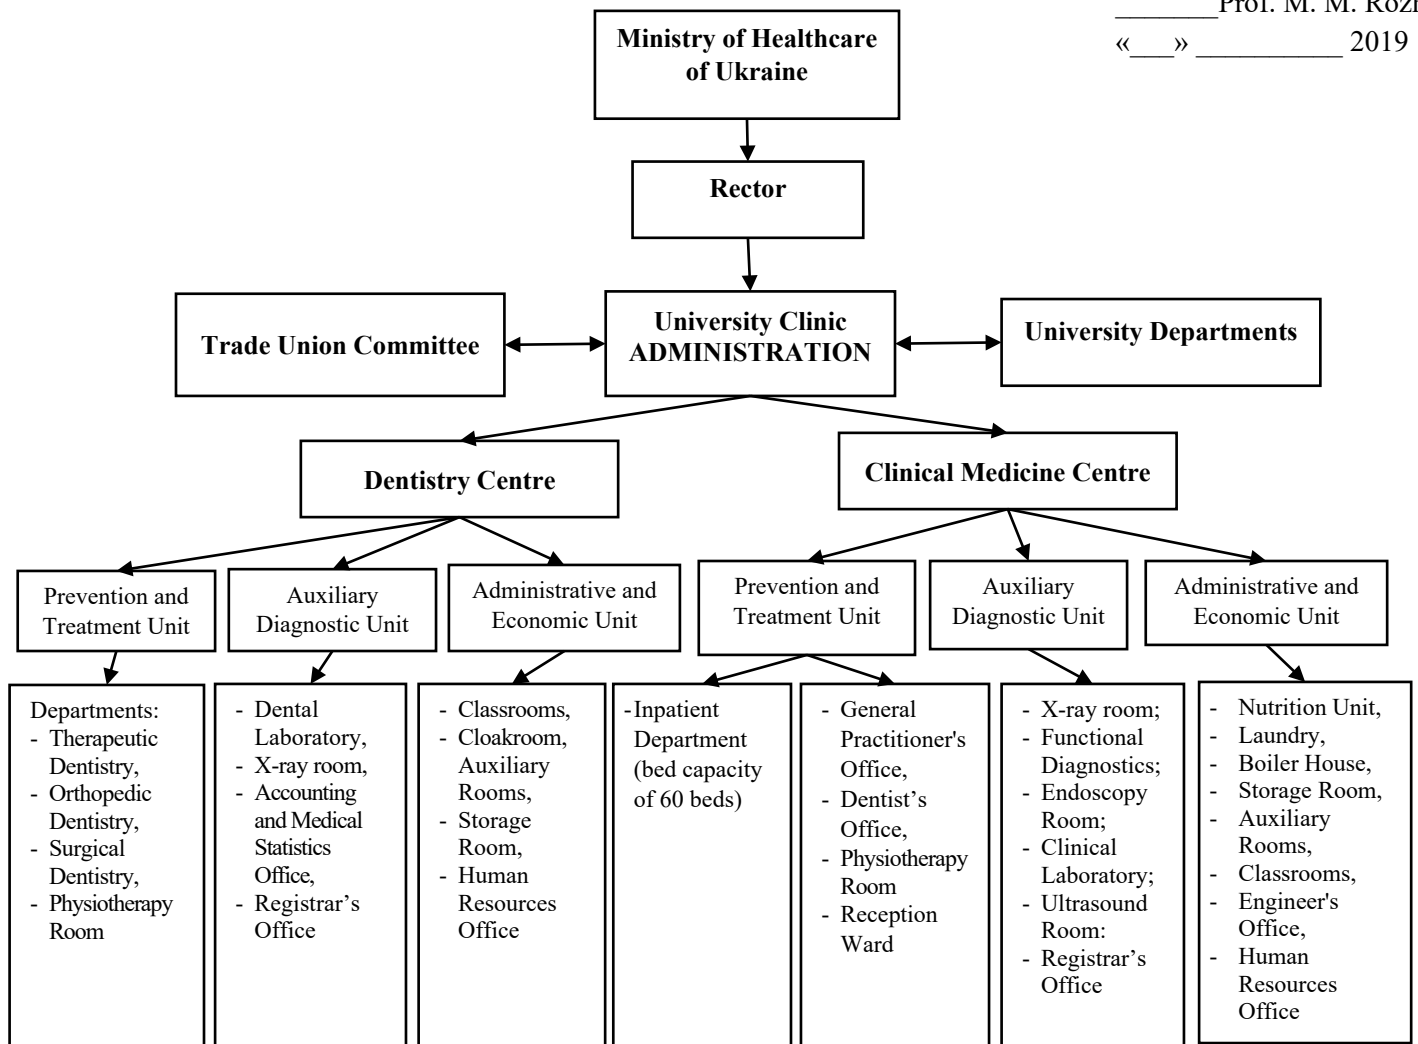 _______Prof. M. M.
«___» __________ 2019
Ministry of Healthcare
of Ukraine
Rector
Trade Union Committee
University Clinic
ADMINISTRATION
University Departments
Dentistry Centre
Clinical Medicine Centre
Prevention and
Treatment Unit
Auxiliary
Diagnostic Unit
Administrative and
Economic Unit
Prevention and
Treatment Unit
Auxiliary
Diagnostic Unit
Administrative and
Economic Unit
Departments:
- Therapeutic
Dentistry,
- Orthopedic
Dentistry,
- Surgical
Dentistry,
- Physiotherapy
Room
- Dental
Laboratory,
- X-ray room,
- Accounting
and Medical
Statistics
Office,
- Registrar’s
Office
- Classrooms,
- Cloakroom,
Auxiliary
Rooms,
- Storage
Room,
- Human
Resources
Office
-Inpatient
Department
(bed capacity
of 60 beds)
- General
Practitioner's
Office,
- Dentist’s
Office,
- Physiotherapy
Room
- Reception
Ward
- X-ray room;
- Functional
Diagnostics;
- Endoscopy
Room;
- Clinical
Laboratory;
- Ultrasound
Room:
- Registrar’s
Office
- Nutrition Unit,
- Laundry,
- Boiler House,
- Storage Room,
- Auxiliary
Rooms,
- Classrooms,
- Engineer's
Office,
- Human
Resources
Office